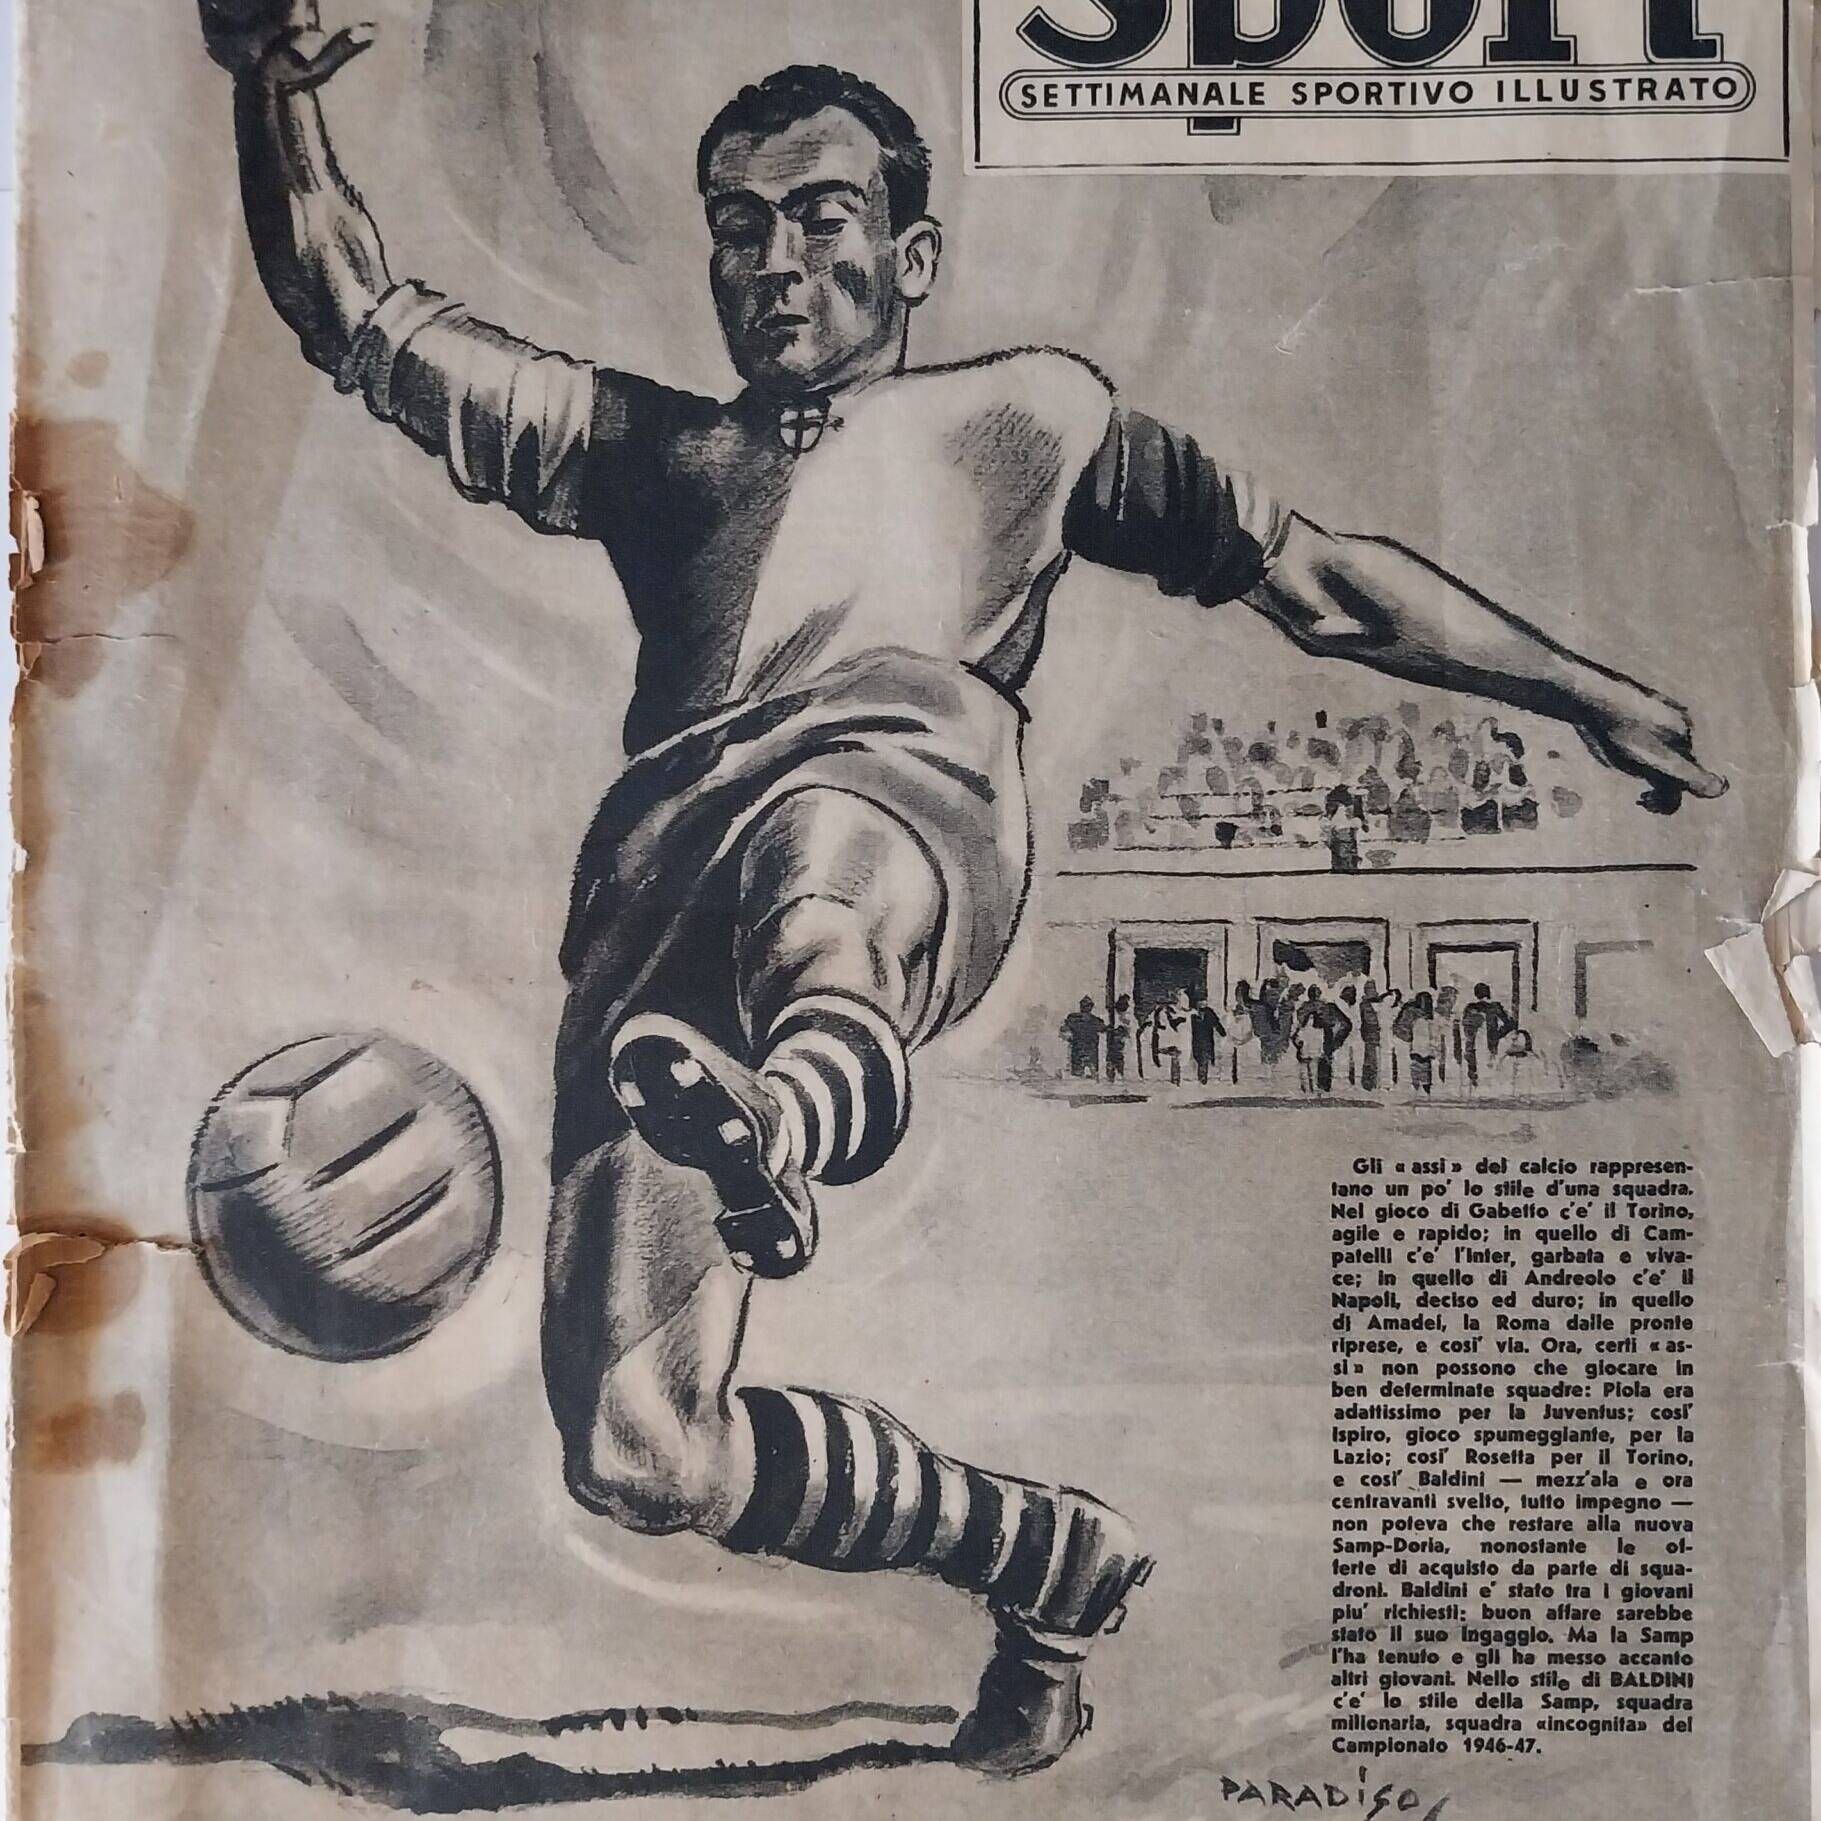 Sport
SETTIMANALE SPORTIVO ILLUSTRATO
Gli «assi» del calcio rappresen-
tano un po' lo stile d'una squadra.
Nel gioco di Gabetto c'e' il Torino,
agile e rapido; in quello di Cam-
patelli c'e' l'Inter, garbata e viva-
ce; in quello di Andreolo c'e' il
Napoli, deciso ed duro; in quello
di Amadei, la Roma dalle pronte
riprese, e cosi' via. Ora, certi «as-
si» non possono che giocare in
ben determinate squadre: Piola era
adattissimo per la Juventus; cosi'
Ispiro, gioco spumeggiante, per la
Lazio; cosi' Rosetta per il Torino,
e cosi' Baldini — mezz'ala e ora
centravanti svelto, tutto impegno —
non poteva che restare alla nuova
Samp-Doria, nonostante le of-
ferte di acquisto da parte di squa-
droni. Baldini e' stato tra i giovani
piu' richiesti: buon affare sarebbe
stato il suo ingaggio. Ma la Samp
l'ha tenuto e gli ha messo accanto
altri giovani. Nello stile di BALDINI
c'e' lo stile della Samp, squadra
milionaria, squadra «incognita» del
Campionato 1946-47.
PARADISO